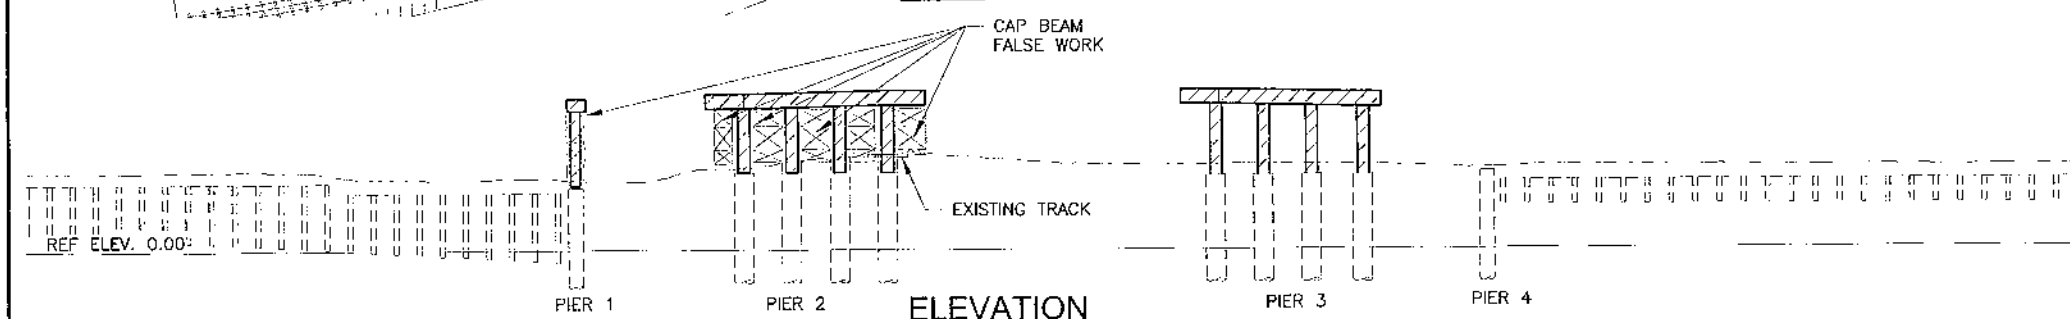 CAP BEAM
FALSE WORK
EXISTING TRACK
REF ELEV. 0.00'
PIER 1
PIER 2
ELEVATION
PIER 3
PIER 4